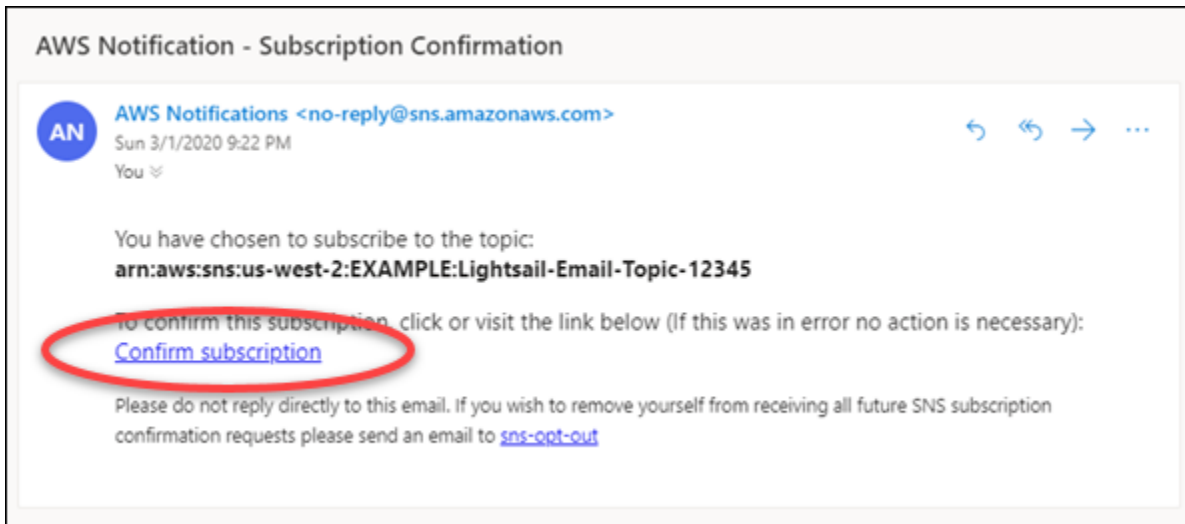 AWS Notification - Subscription Confirmation
AN
AWS Notifications <no-reply@sns.amazonaws.com>
Sun 3/1/2020 9:22 PM
You
You have chosen to subscribe to the topic:
arn:aws:sns:us-west-2:EXAMPLE:Lightsail-Email-Topic-12345
To confirm this subscription, click or visit the link below (If this was in error no action is necessary):
Confirm subscription
Please do not reply directly to this email. If you wish to remove yourself from receiving all future SNS subscription
confirmation requests please send an email to sns-opt-out